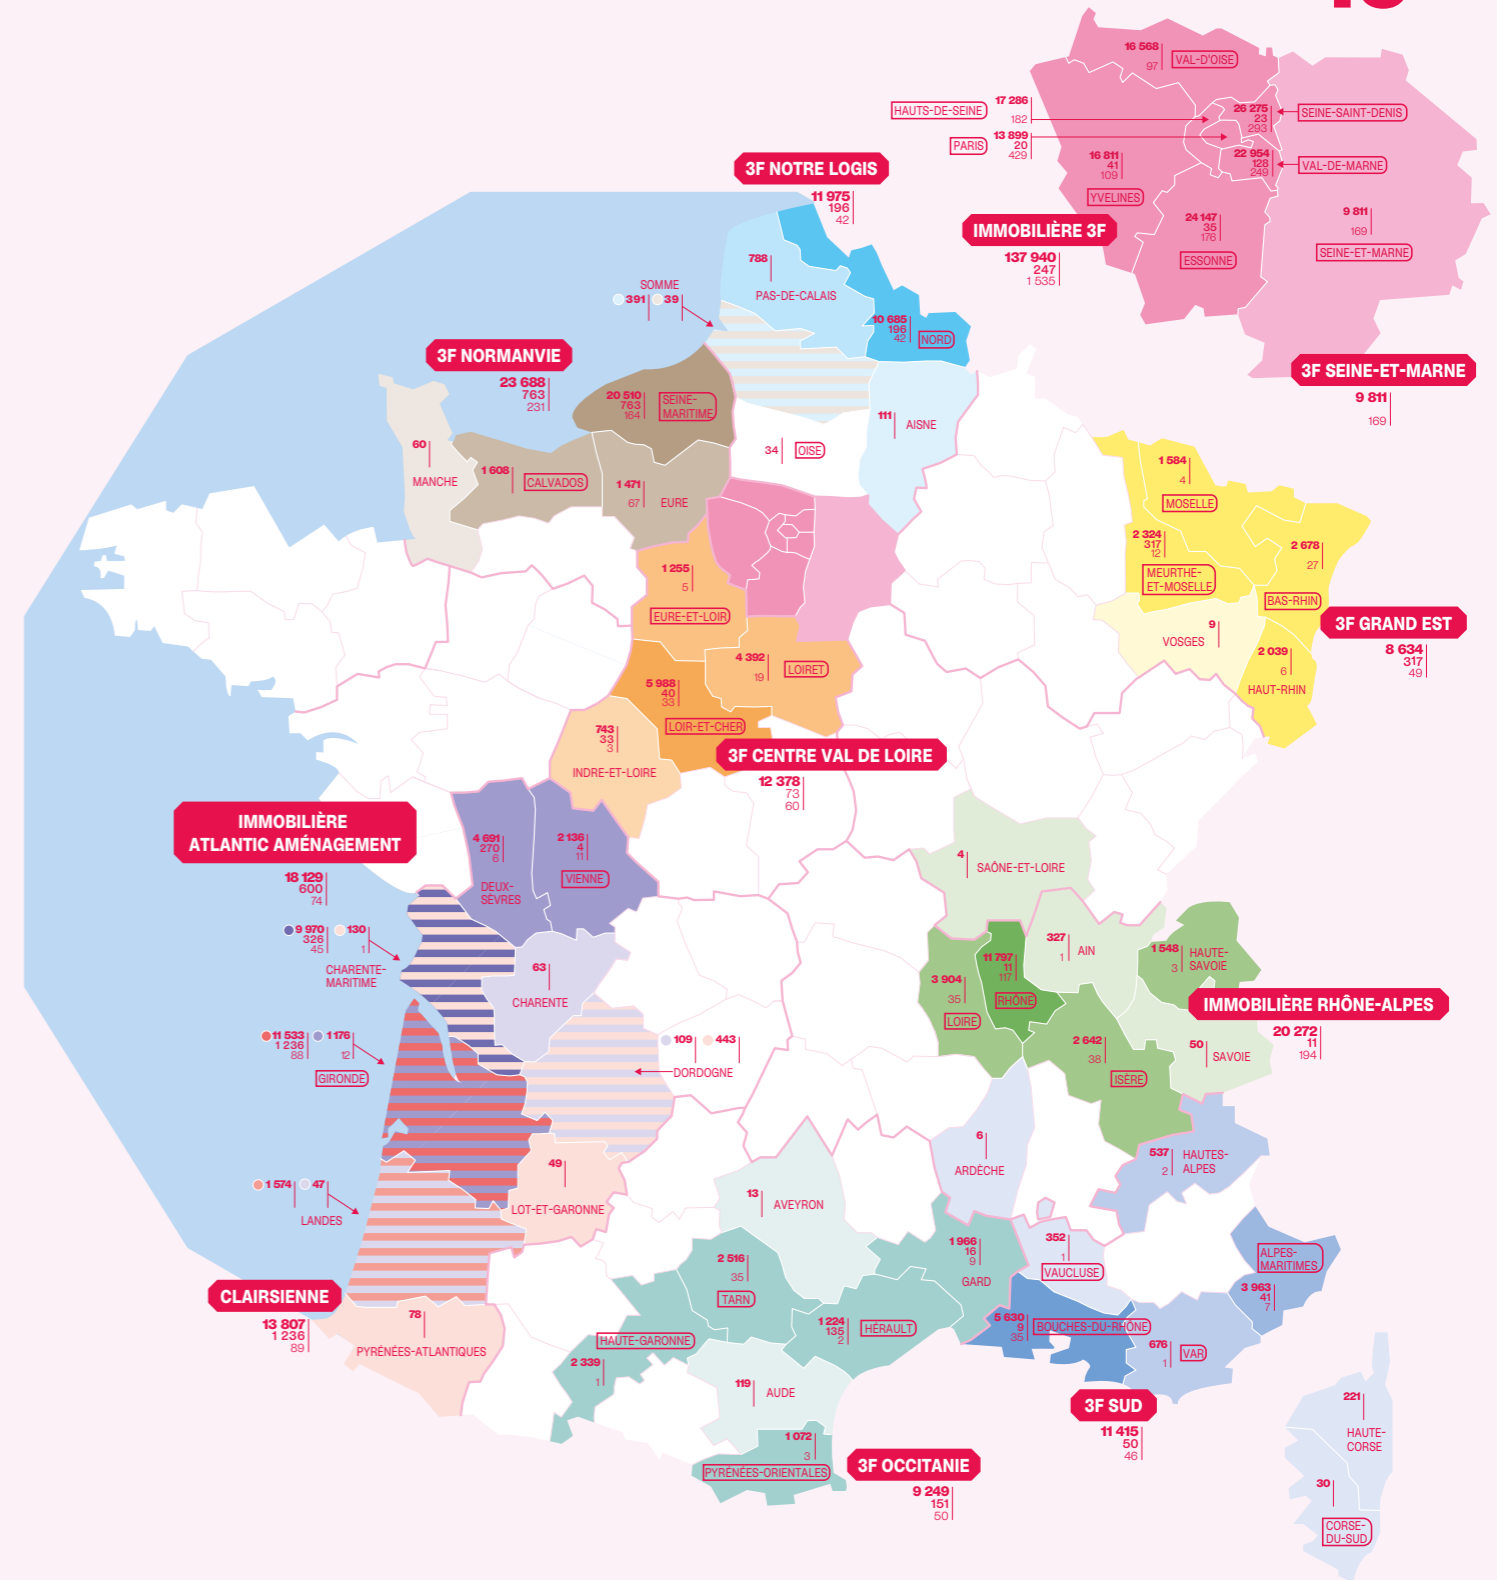 16 568
97
VAL-D'OISE
HAUTS-DE-SEINE
17 286
182
26 275
23
293
SEINE-SAINT-DENIS
PARIS
13 899
20
429
16 811
41
109
YVELINES
22 954
128
249
VAL-DE-MARNE
24 147
35
176
ESSONNE
9 811
169
SEINE-ET-MARNE
IMMOBILIÈRE 3F
137 940
247
1 535
3F SEINE-ET-MARNE
9 811
169
3F NOTRE LOGIS
11 975
196
42
788
PAS-DE-CALAIS
SOMME
391
39
10 685
196
42
NORD
3F NORMANVIE
23 688
763
231
20 510
763
164
SEINE-
MARITIME
111
AISNE
60
MANCHE
34
OISE
1 608
CALVADOS
1 471
67
EURE
1 584
4
MOSELLE
2 324
317
12
MEURTHE-
ET-MOSELLE
2 678
27
BAS-RHIN
1 255
5
EURE-ET-LOIR
9
VOSGES
3F GRAND EST
8 634
317
49
2 039
6
HAUT-RHIN
4 392
19
LOIRET
5 988
40
33
LOIR-ET-CHER
743
33
3
INDRE-ET-LOIRE
3F CENTRE VAL DE LOIRE
12 378
73
60
IMMOBILIÈRE
ATLANTIC AMÉNAGEMENT
18 129
600
74
4 691
270
6
DEUX-
SÈVRES
2 136
4
11
VIENNE
4
SAÔNE-ET-LOIRE
9 970
326
45
130
1
CHARENTE-
MARITIME
63
CHARENTE
327
1
AIN
1 548
3
HAUTE-
SAVOIE
11 797
11
117
RHÔNE
3 904
35
LOIRE
IMMOBILIÈRE RHÔNE-ALPES
20 272
11
194
11 533
1 236
88
1 176
12
GIRONDE
109
443
DORDOGNE
2 642
38
ISÈRE
50
SAVOIE
6
ARDÈCHE
537
2
HAUTES-
ALPES
49
LOT-ET-GARONNE
1 574
47
LANDES
13
AVEYRON
1 966
16
9
GARD
352
1
VAUCLUSE
ALPES-
MARITIMES
3 963
41
7
2 516
35
TARN
CLAIRSIENNE
13 807
1 236
89
78
PYRÉNÉES-ATLANTIQUES
HAUTE-GARONNE
2 339
1
1 224
135
2
HÉRAULT
5 630
9
35
BOUCHES-DU-RHÔNE
676
1
VAR
119
AUDE
3F SUD
11 415
50
46
221
HAUTE-
CORSE
1 072
3
PYRÉNÉES-ORIENTALES
3F OCCITANIE
9 249
151
50
30
CORSE-
DU-SUD